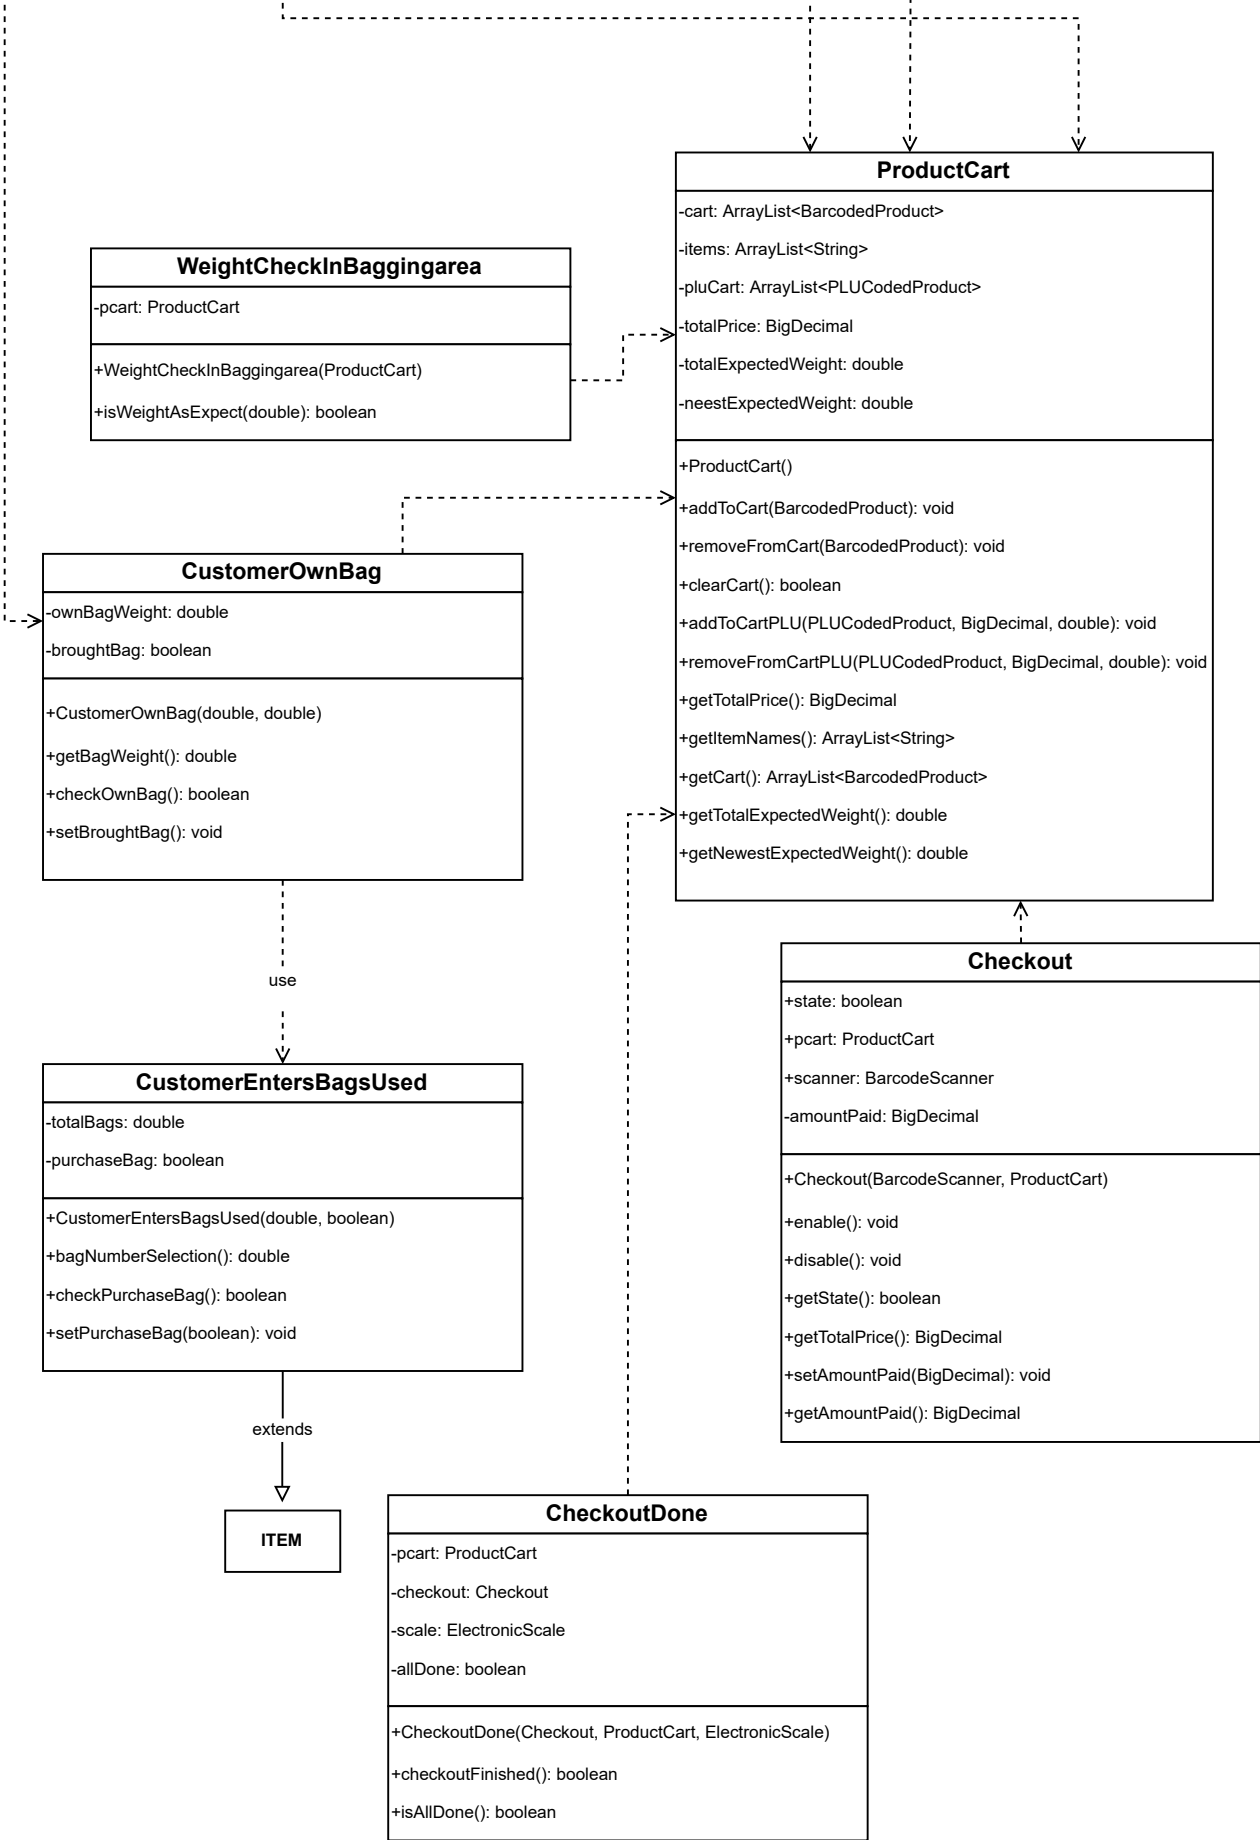 ProductCart
-cart: ArrayList<BarcodedProduct>
-items: ArrayList<String>
-pluCart: ArrayList<PLUCodedProduct>
-totalPrice: BigDecimal
-totalExpectedWeight: double
-neestExpectedWeight: double
+ProductCart()
+addToCart(BarcodedProduct): void
+removeFromCart(BarcodedProduct): void
+clearCart(): boolean
+addToCartPLU(PLUCodedProduct, BigDecimal, double): void
+removeFromCartPLU(PLUCodedProduct, BigDecimal, double): void
+getTotalPrice(): BigDecimal
+getItemNames(): ArrayList<String>
+getCart(): ArrayList<BarcodedProduct>
+getTotalExpectedWeight(): double
+getNewestExpectedWeight(): double
WeightCheckInBaggingarea
-pcart: ProductCart
+WeightCheckInBaggingarea(ProductCart)
+isWeightAsExpect(double): boolean
CustomerOwnBag
-ownBagWeight: double
-broughtBag: boolean
+CustomerOwnBag(double, double)
+getBagWeight(): double
+checkOwnBag(): boolean
+setBroughtBag(): void
use
CustomerEntersBagsUsed
-totalBags: double
-purchaseBag: boolean
+CustomerEntersBagsUsed(double, boolean)
+bagNumberSelection(): double
+checkPurchaseBag(): boolean
+setPurchaseBag(boolean): void
extends
ITEM
Checkout
+state: boolean
+pcart: ProductCart
+scanner: BarcodeScanner
-amountPaid: BigDecimal
+Checkout(BarcodeScanner, ProductCart)
+enable(): void
+disable(): void
+getState(): boolean
+getTotalPrice(): BigDecimal
+setAmountPaid(BigDecimal): void
+getAmountPaid(): BigDecimal
CheckoutDone
-pcart: ProductCart
-checkout: Checkout
-scale: ElectronicScale
-allDone: boolean
+CheckoutDone(Checkout, ProductCart, ElectronicScale)
+checkoutFinished(): boolean
+isAllDone(): boolean